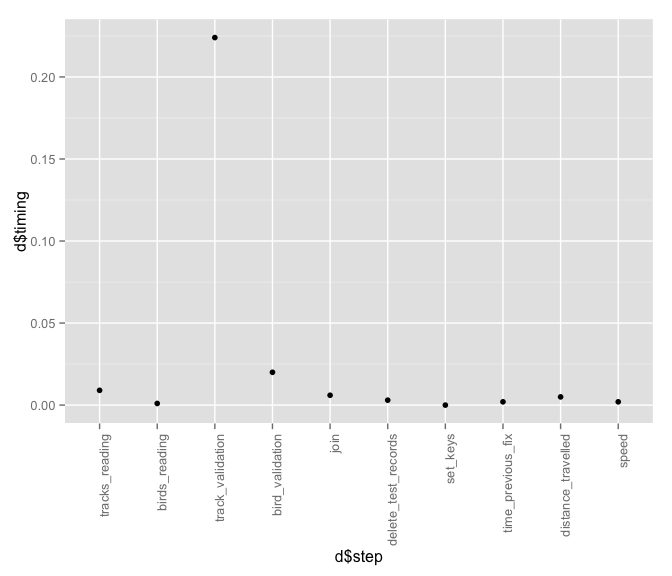 d$timing
0.20
0.15
0.10
0.05
0.00
tracks_reading
birds_reading
track_validation
bird_validation
join
delete_test_records
set_keys
time_previous_fix
distance_travelled
speed
d$step